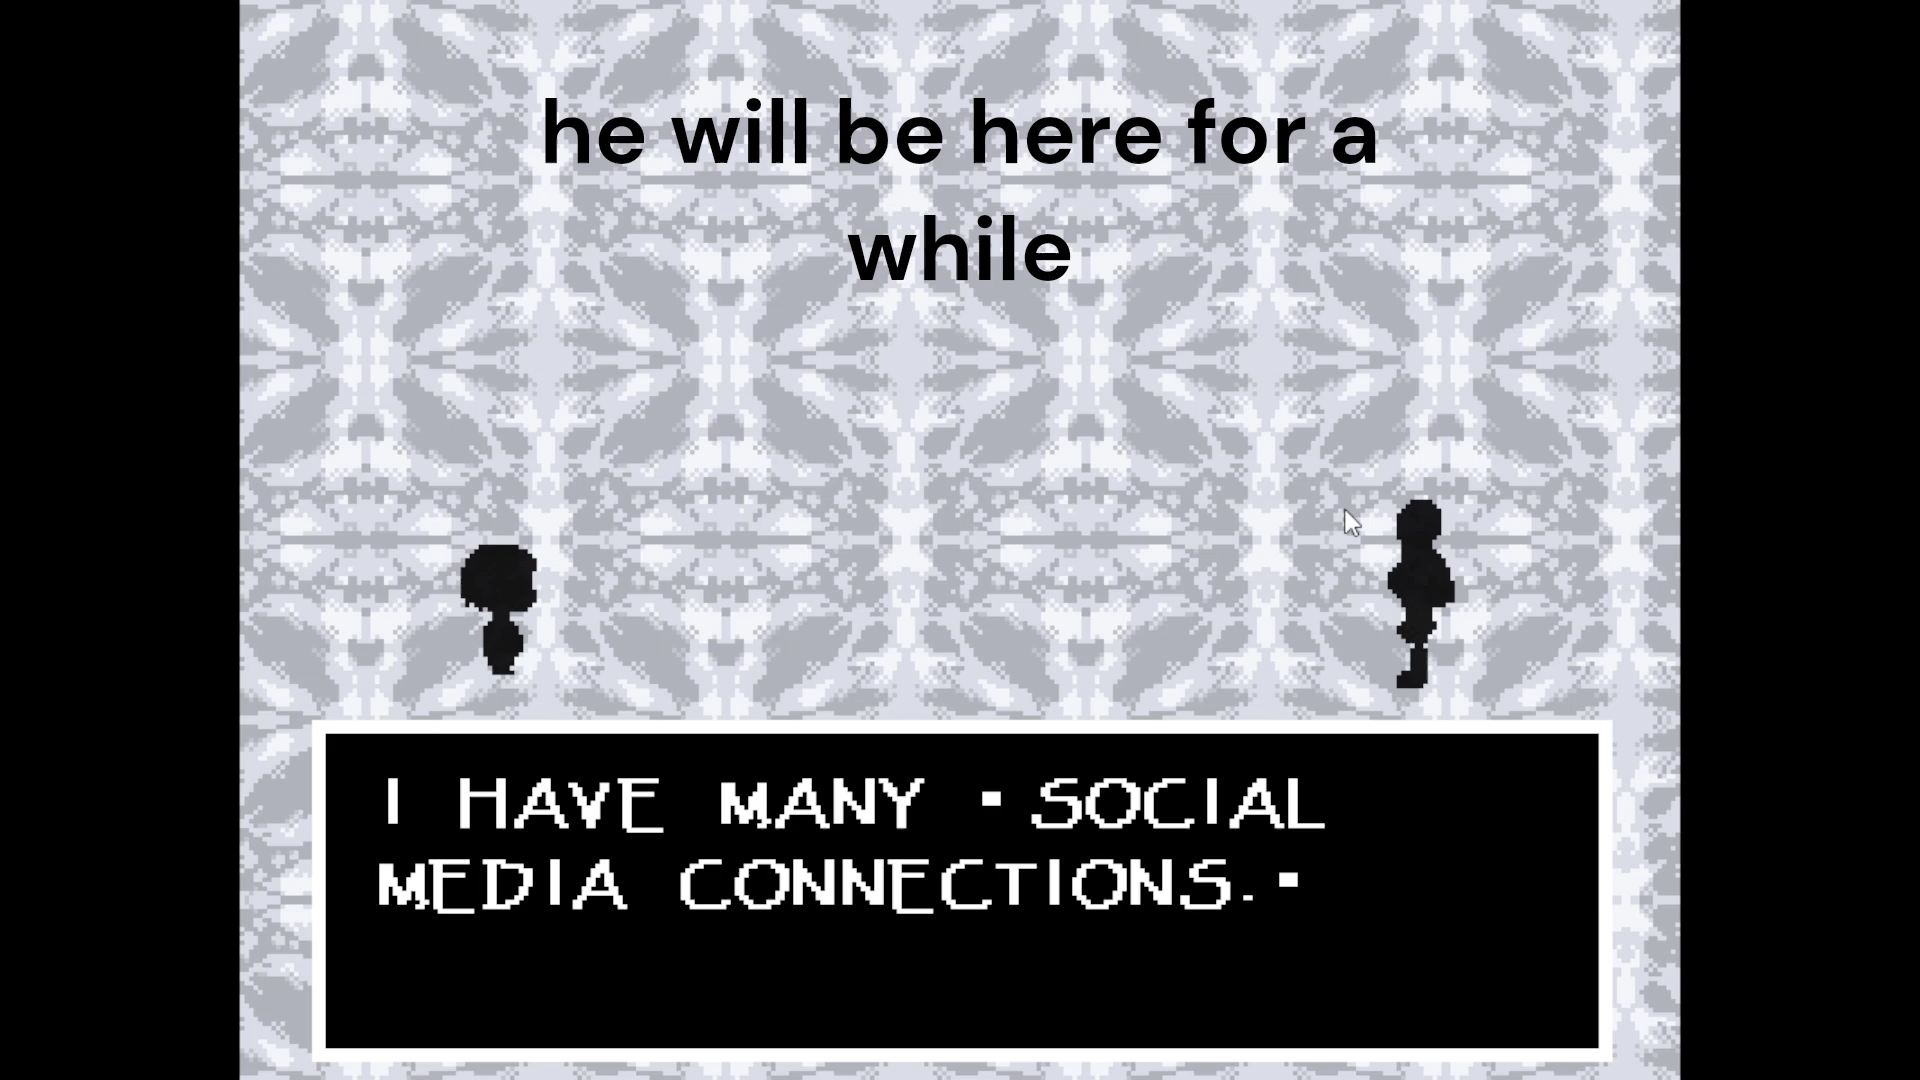 he will be here for a
while
I HAVE MANY ▪SOCIAL
MEDIA CONNECTIONS.▪